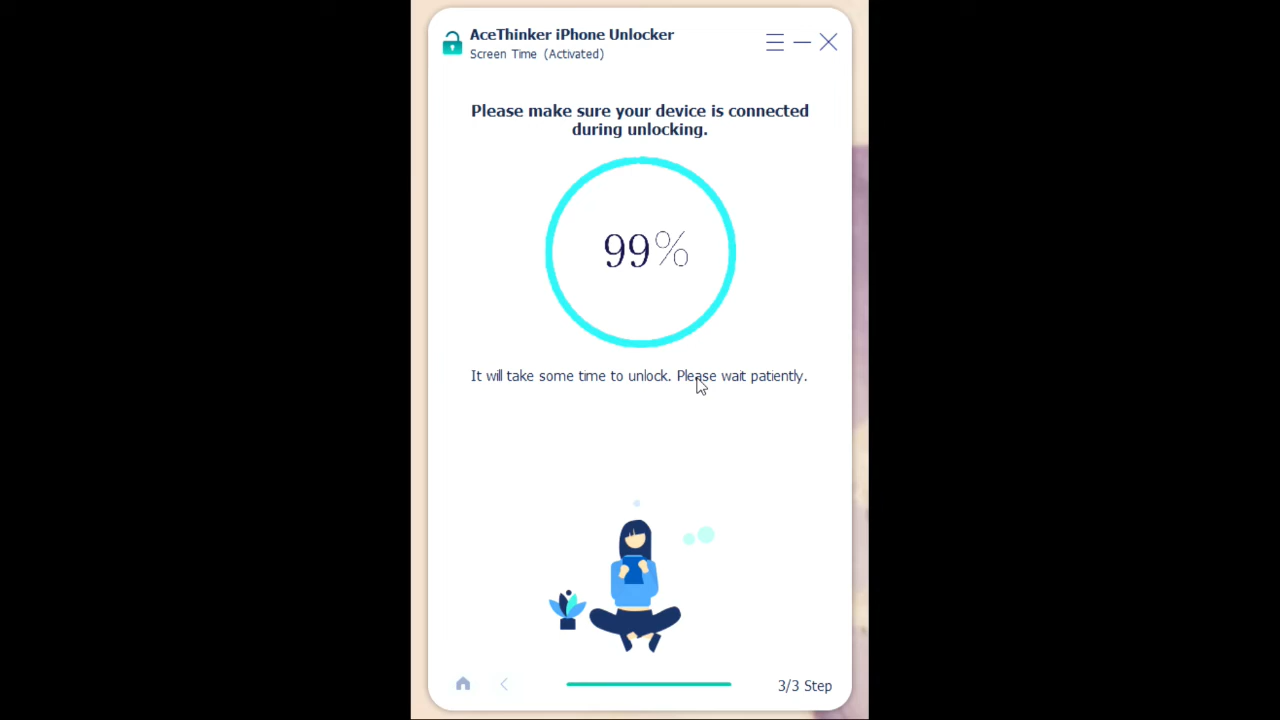 AceThinker iPhone Unlocker
Screen Time (Activated)
Please make sure your device is connected
during unlocking.
99%
It will take some time to unlock. Please wait patiently.
3/3 Step